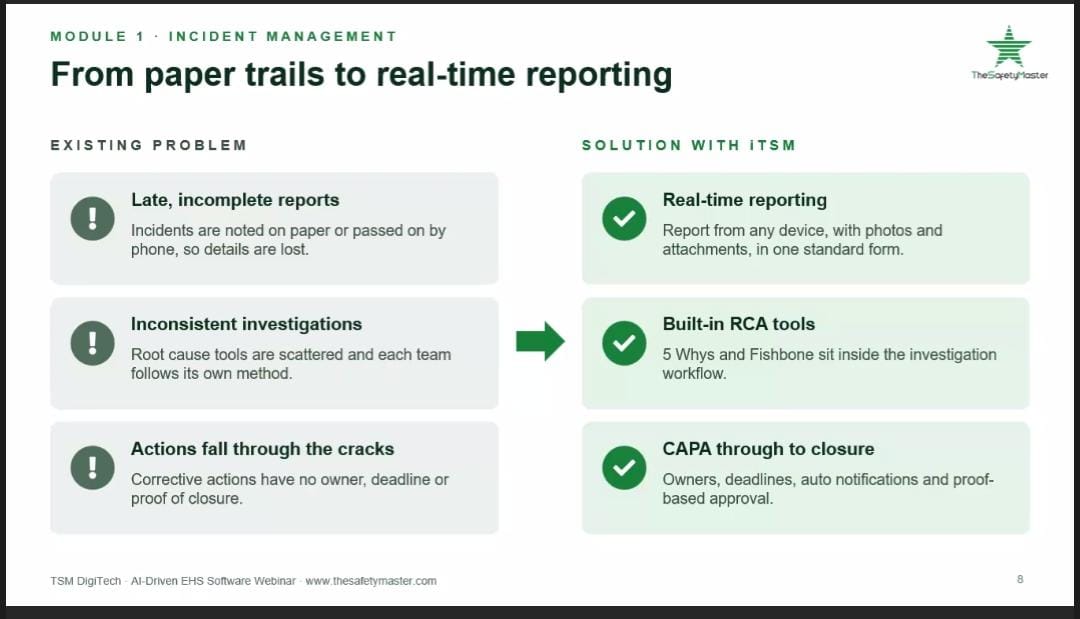 MODULE 1 · INCIDENT MANAGEMENT
From paper trails to real-time reporting
TheSafetyMaster
EXISTING PROBLEM
Late, incomplete reports
Incidents are noted on paper or passed on by
phone, so details are lost.
Inconsistent investigations
Root cause tools are scattered and each team
follows its own method.
Actions fall through the cracks
Corrective actions have no owner, deadline or
proof of closure.
SOLUTION WITH iTSM
Real-time reporting
Report from any device, with photos and
attachments, in one standard form.
Built-in RCA tools
5 Whys and Fishbone sit inside the investigation
workflow.
CAPA through to closure
Owners, deadlines, auto notifications and proof-
based approval.
TSM DigiTech · AI-Driven EHS Software Webinar · www.thesafetymaster.com
8